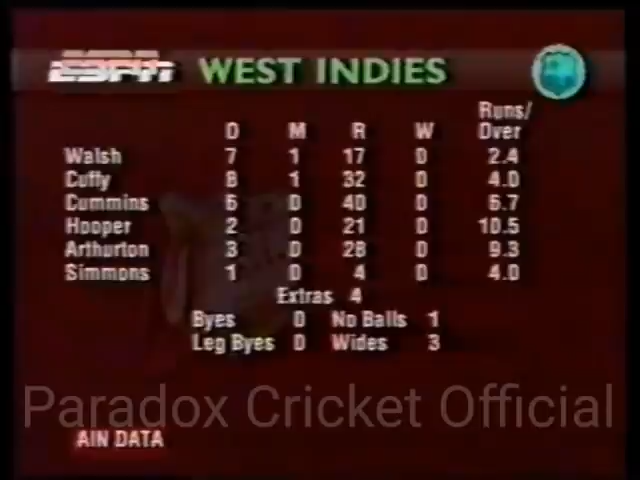 ESPN WEST INDIES
Runs/
O M R W Over
Walsh 7 1 17 0 2.4
Cuffy 8 1 32 0 4.0
Cummins 6 0 40 0 6.7
Hooper 2 0 21 0 10.5
Arthurton 3 0 28 0 9.3
Simmons 1 0 4 0 4.0
Extras 4
Byes 0 No Balls 1
Leg Byes 0 Wides 3
Paradox Cricket Official
AIN DATA